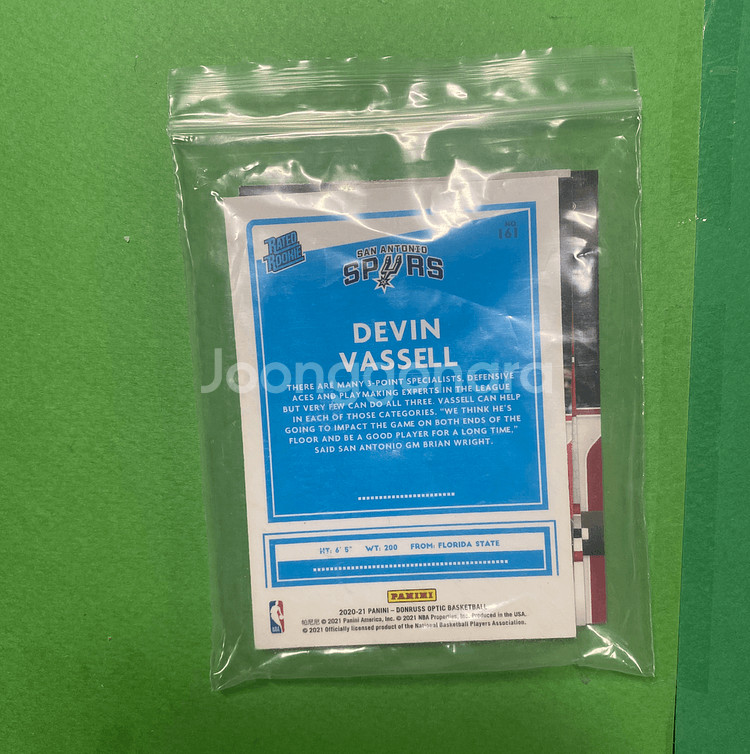 RATED
ROOKIE
NO.
161
SAN ANTONIO
SPURS
DEVIN
VASSELL
Joonggonara
THERE ARE MANY 3-POINT SPECIALISTS, DEFENSIVE
ACES AND PLAYMAKING EXPERTS IN THE LEAGUE
BUT VERY FEW CAN DO ALL THREE. VASSELL CAN HELP
IN EACH OF THOSE CATEGORIES. "WE THINK HE'S
GOING TO IMPACT THE GAME ON BOTH ENDS OF THE
FLOOR AND BE A GOOD PLAYER FOR A LONG TIME,"
SAID SAN ANTONIO GM BRIAN WRIGHT.
HT: 6' 5" WT: 200 FROM: FLORIDA STATE
PANINI
2020-21 PANINI – DONRUSS OPTIC BASKETBALL
帕尼尼 © 2021 Panini America, Inc. © 2021 NBA Properties, Inc. Produced in the USA.
© 2021 Officially licensed product of the National Basketball Players Association.
NBA